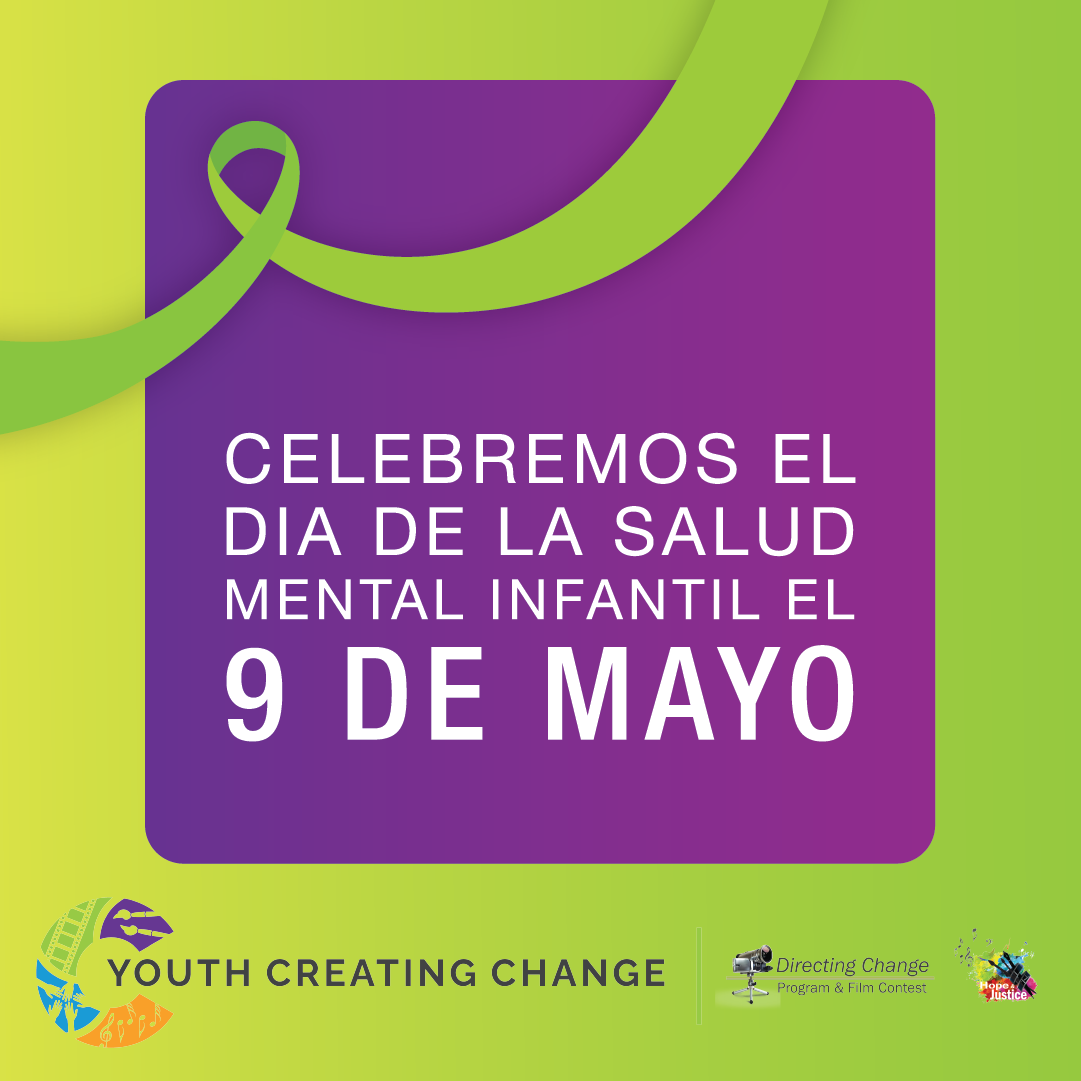 CELEBREMOS EL
DIA DE LA SALUD
MENTAL INFANTIL EL
9 DE MAYO
YOUTH CREATING CHANGE
Directing Change
Program & Film Contest
Hope &
Justice